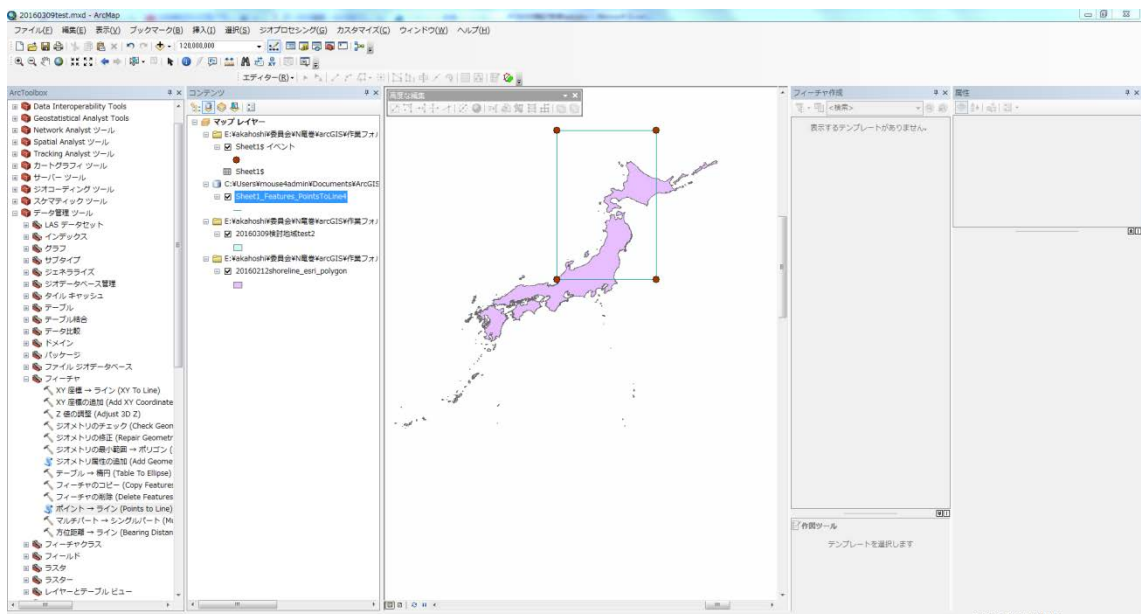 20160309test.mxd - ArcMap
ファイル(F) 編集(E) 表示(V) ブックマーク(B) 挿入(I) 選択(S) ジオプロセシング(G) カスタマイズ(C) ウィンドウ(W) ヘルプ(H)
1:20,000,000
エディター(R)
ArcToolbox
Data Interoperability Tools
Geostatistical Analyst Tools
Network Analyst ツール
Spatial Analyst ツール
Tracking Analyst ツール
カートグラフィ ツール
サーバー ツール
ジオコーディング ツール
スケマティック ツール
データ管理 ツール
LAS データセット
インデックス
グラフ
サブタイプ
ジェネラライズ
ジオデータベース管理
タイル キャッシュ
テーブル
テーブル結合
データ比較
ドメイン
パッケージ
ファイル ジオデータベース
フィーチャ
XY 座標 → ライン (XY To Line)
XY 座標の追加 (Add XY Coordinate
Z 値の調整 (Adjust 3D Z)
ジオメトリのチェック (Check Geon
ジオメトリの修正 (Repair Geometr
ジオメトリの最小範囲 → ポリゴン (
ジオメトリ属性の追加 (Add Geome
テーブル → 楕円 (Table To Ellipse)
フィーチャのコピー (Copy Features
フィーチャの削除 (Delete Features
ポイント → ライン (Points to Line)
マルチパート → シングルパート (Mu
方位距離 → ライン (Bearing Distan
フィーチャクラス
フィールド
ラスタ
ラスター
レイヤーとテーブル ビュー
コンテンツ
マップ レイヤー
E:¥akahoshi¥委員会¥N竜巻¥arcGIS¥作業フォル
Sheet1$ イベント
Sheet1$
C:¥Users¥mouse4admin¥Documents¥ArcGIS
Sheet1_Features_PointsToLine4
E:¥akahoshi¥委員会¥N竜巻¥arcGIS¥作業フォル
20160309検討地域test2
E:¥akahoshi¥委員会¥N竜巻¥arcGIS¥作業フォル
20160212shoreline_esri_polygon
高度な編集
フィーチャ作成
<検索>
表示するテンプレートがありません。
作図ツール
テンプレートを選択します
属性